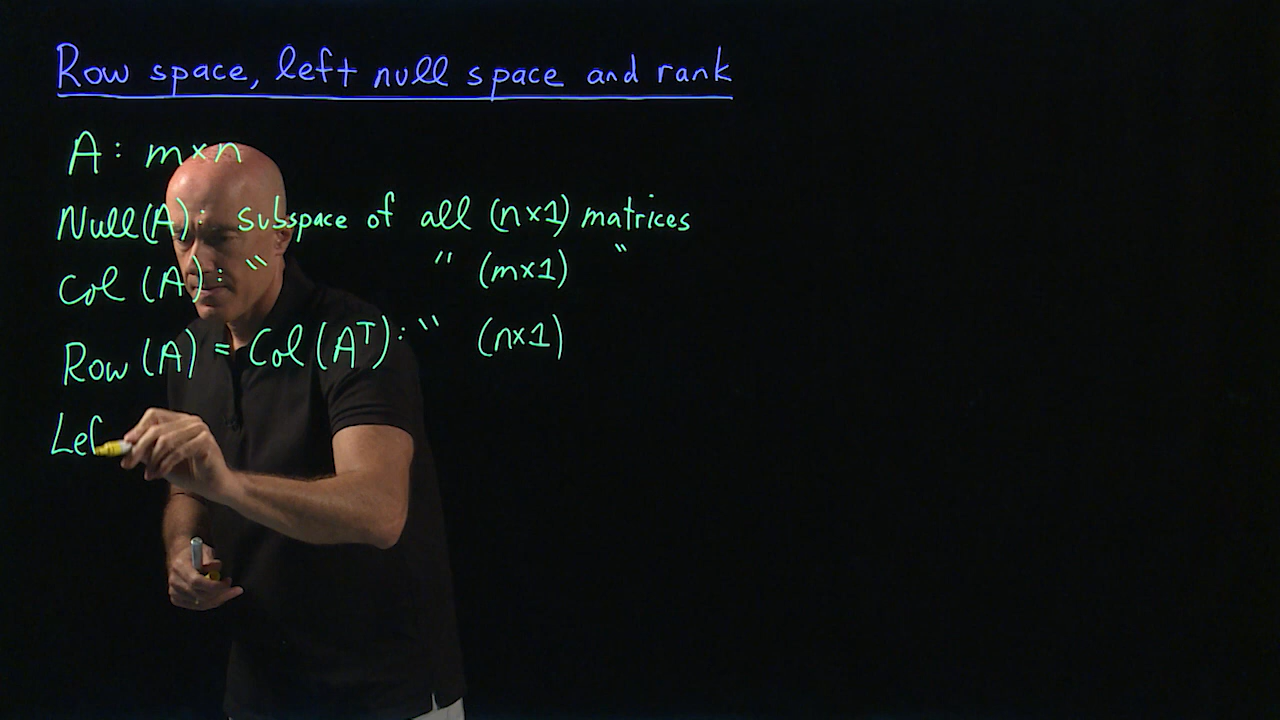 Row space, left null space and rank
A: m×n
Null(A): subspace of all (n×1) matrices
Col (A): " " (m×1) "
Row (A) = Col (Aᵀ): " (n×1)
Lef